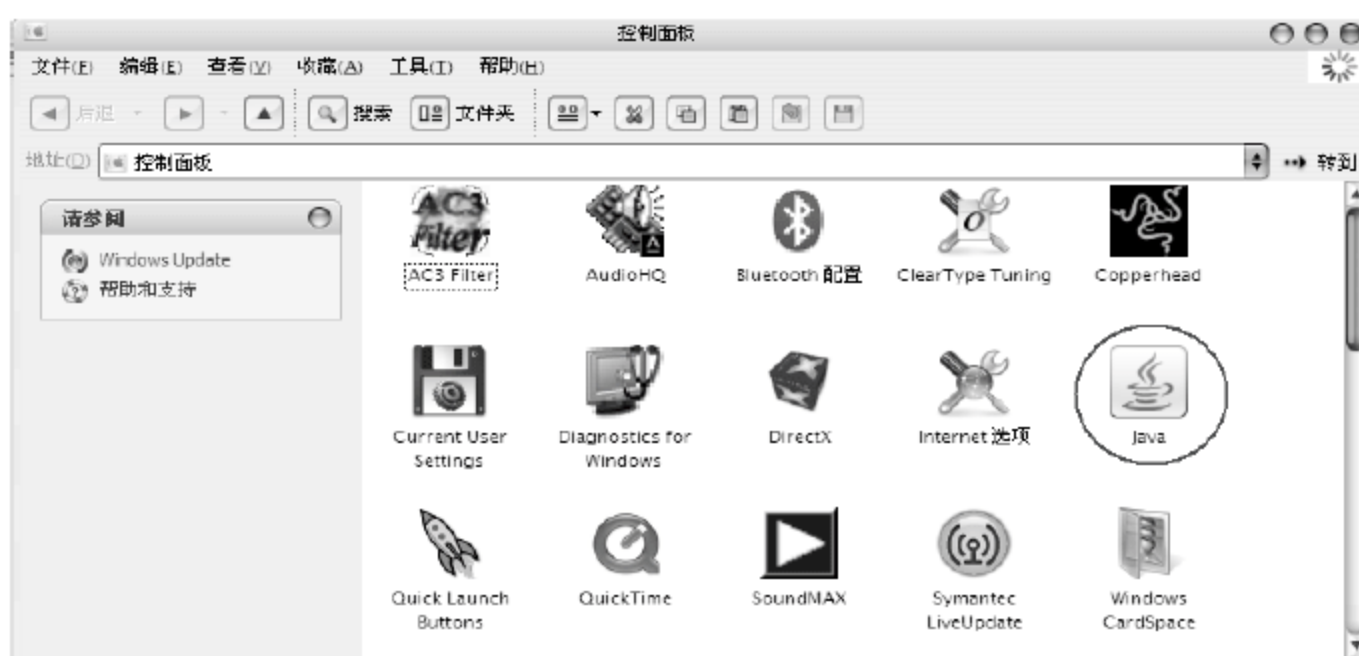 控制面板
文件(F) 编辑(E) 查看(V) 收藏(A) 工具(T) 帮助(H)
后退 搜索 文件夹
地址(D) 控制面板 转到
请参阅
Windows Update
帮助和支持
AC3 Filter
AC3 Filter AudioHQ Bluetooth 配置 ClearType Tuning Copperhead
Current User Settings Diagnostics for Windows DirectX Internet 选项 Java
Quick Launch Buttons QuickTime SoundMAX Symantec LiveUpdate Windows CardSpace